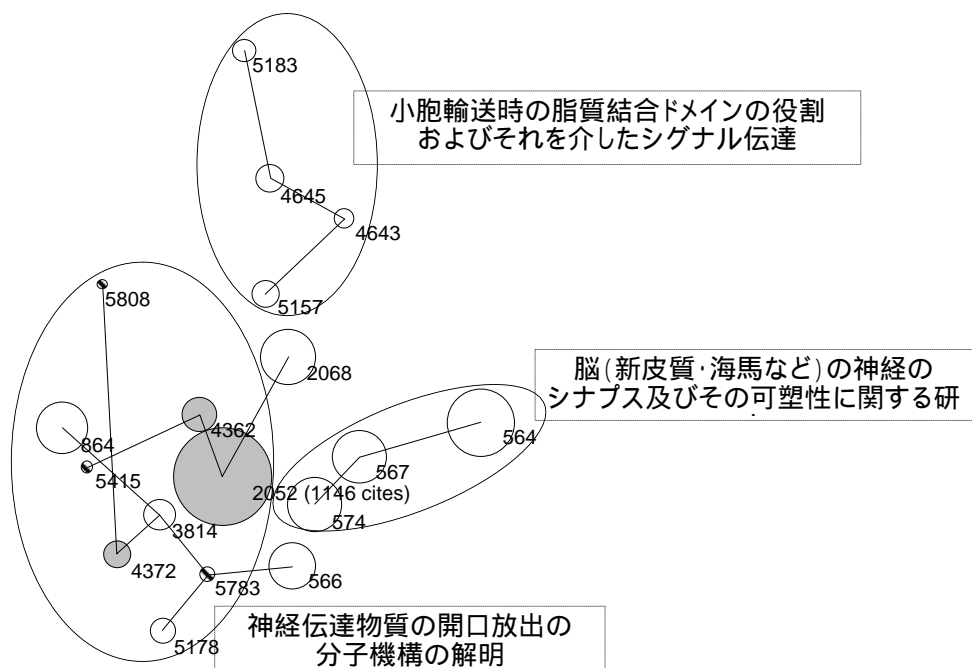 5183
小胞輸送時の脂質結合ドメインの役割
およびそれを介したシグナル伝達
4645
4643
5157
5808
2068
脳(新皮質・海馬など)の神経の
シナプス及びその可塑性に関する研
4362
864
564
5415
567
2052 (1146 cites)
574
3814
4372
5783
566
神経伝達物質の開口放出の
分子機構の解明
5178